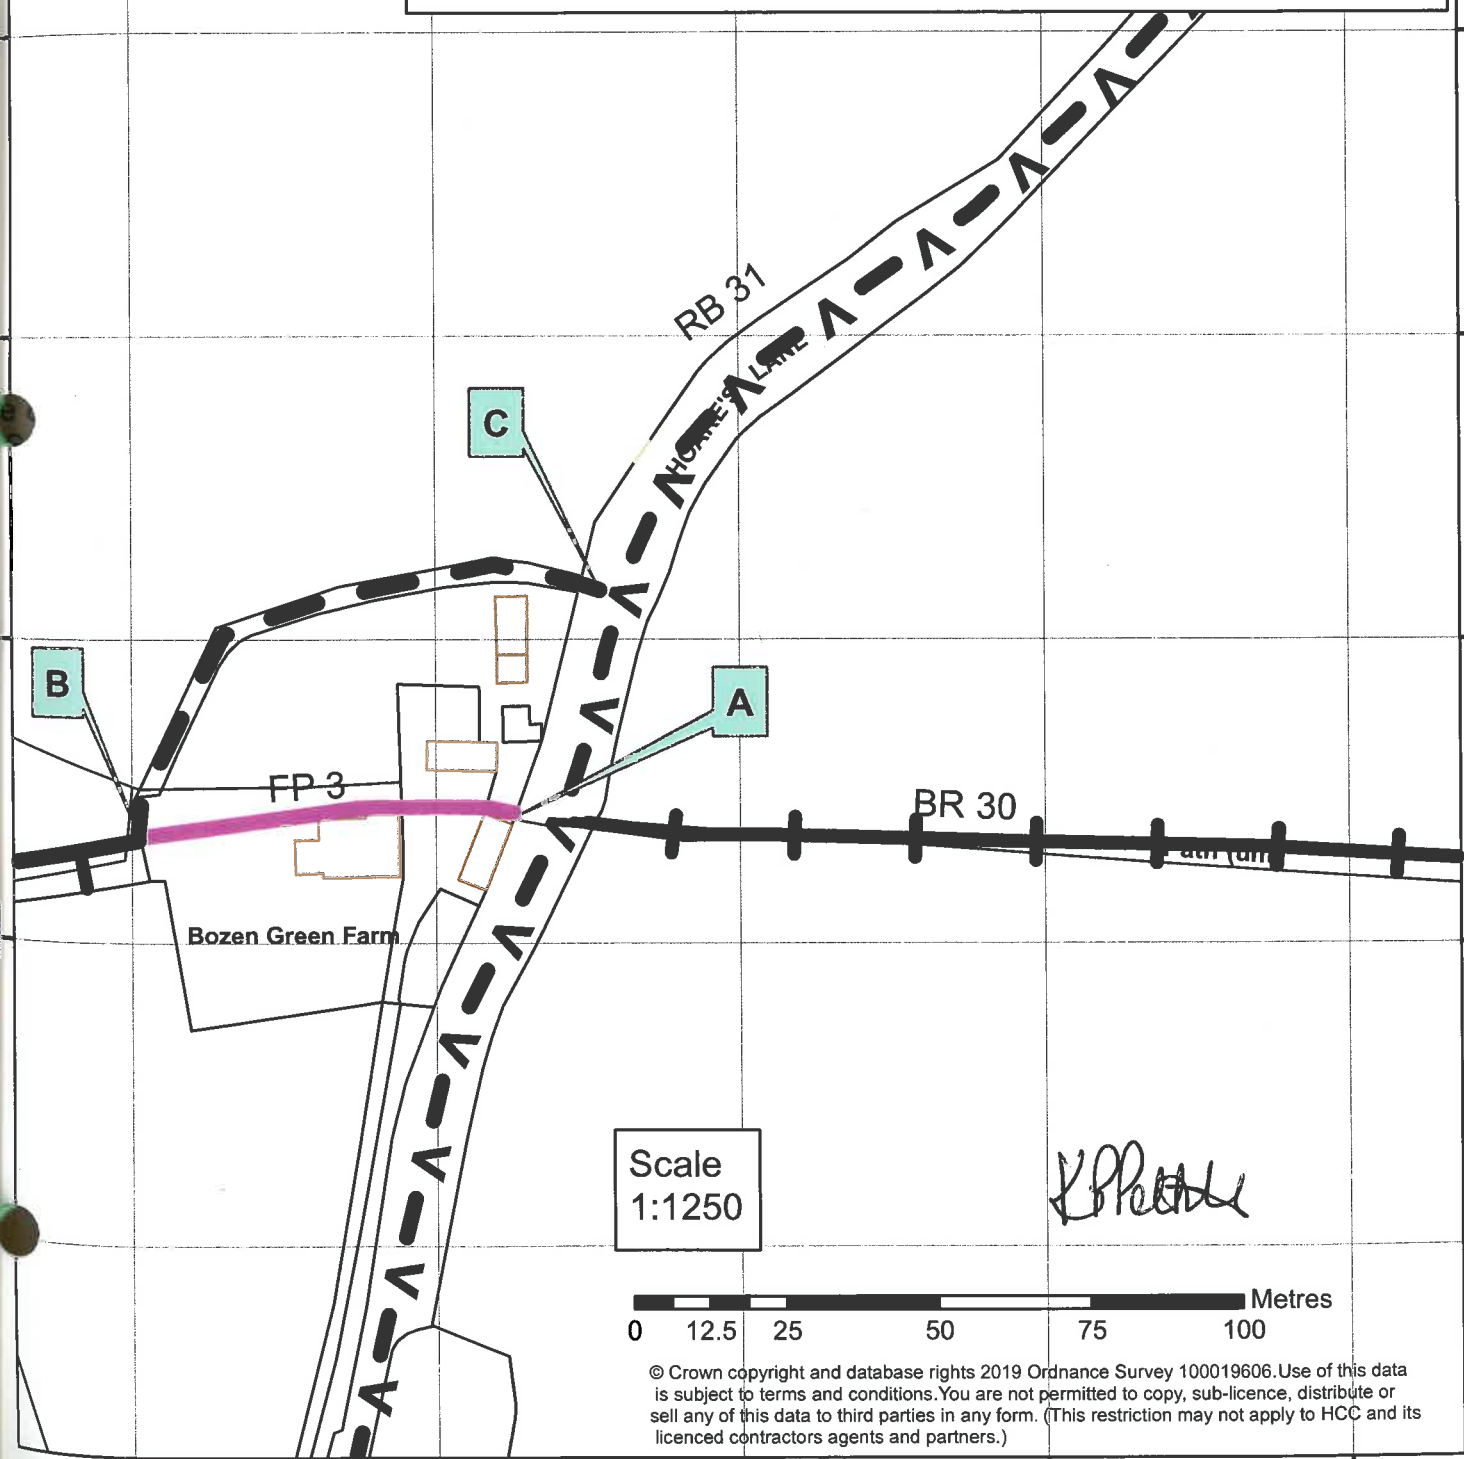 RB 31
HOARE'S LANE
C
B
A
FP 3
BR 30
Bozen Green Farm
Scale
1:1250
Metres
0 12.5 25 50 75 100
© Crown copyright and database rights 2019 Ordnance Survey 100019606.Use of this data
is subject to terms and conditions.You are not permitted to copy, sub-licence, distribute or
sell any of this data to third parties in any form. (This restriction may not apply to HCC and its
licenced contractors agents and partners.)